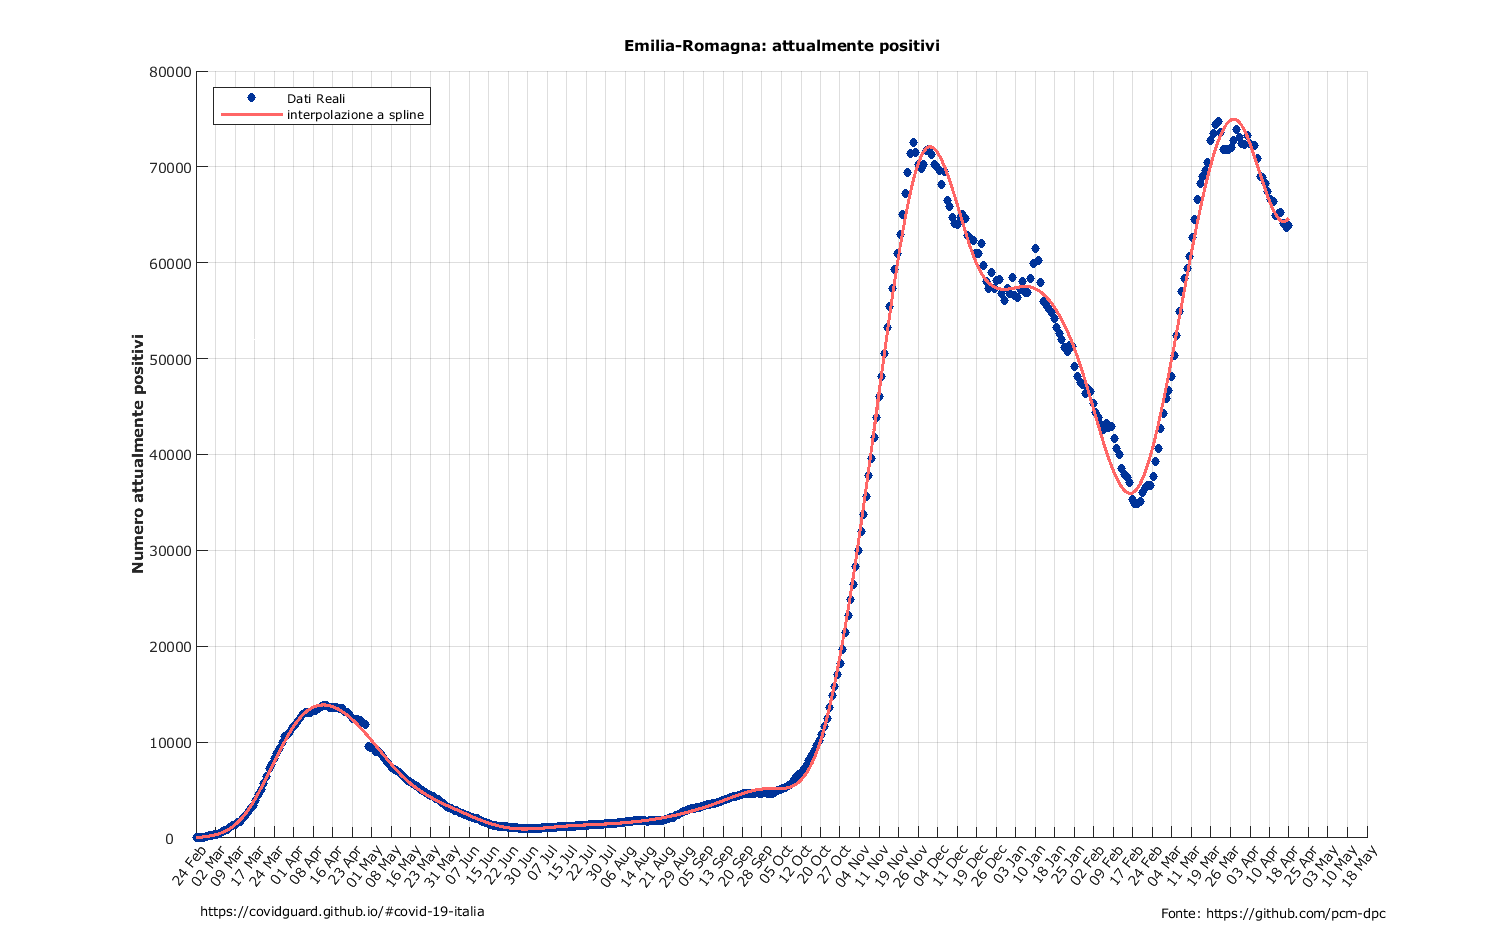 Emilia-Romagna: attualmente positivi
Dati Reali
interpolazione a spline
Numero attualmente positivi
80000
70000
60000
50000
40000
30000
20000
10000
0
24 Feb
02 Mar
09 Mar
17 Mar
24 Mar
01 Apr
08 Apr
16 Apr
23 Apr
01 May
08 May
16 May
23 May
31 May
07 Jun
15 Jun
22 Jun
30 Jun
07 Jul
15 Jul
22 Jul
30 Jul
06 Aug
14 Aug
21 Aug
29 Aug
05 Sep
13 Sep
20 Sep
28 Sep
05 Oct
12 Oct
20 Oct
27 Oct
04 Nov
11 Nov
19 Nov
26 Nov
04 Dec
11 Dec
19 Dec
26 Dec
03 Jan
10 Jan
18 Jan
25 Jan
02 Feb
09 Feb
17 Feb
24 Feb
04 Mar
11 Mar
19 Mar
26 Mar
03 Apr
10 Apr
18 Apr
25 Apr
03 May
10 May
18 May
https://covidguard.github.io/#covid-19-italia
Fonte: https://github.com/pcm-dpc